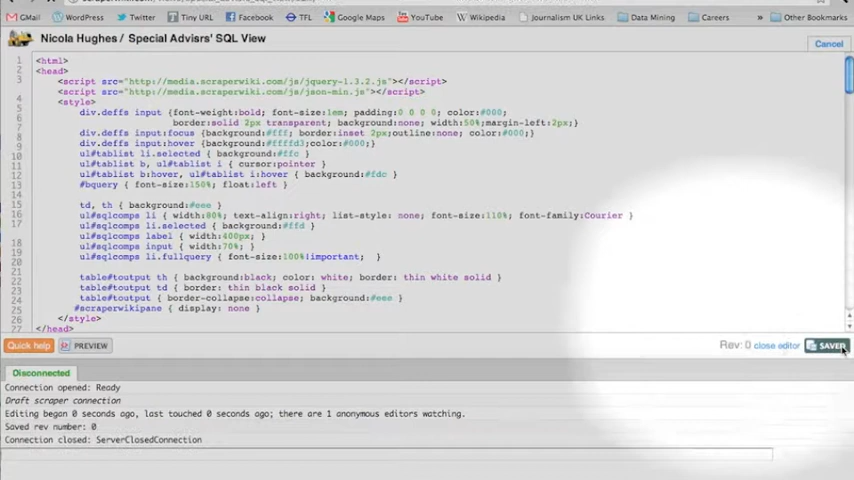 GMail WordPress Twitter Tiny URL Facebook TFL Google Maps YouTube Wikipedia Journalism UK Links Data Mining Careers » Other Bookmarks
Nicola Hughes / Special Advisrs' SQL View
Cancel
1 <html>
2 <head>
3 <script src="http://media.scraperwiki.com/js/jquery-1.3.2.js"></script>
<script src="http://media.scraperwiki.com/js/json-min.js"></script>
4 <style>
5 div.deffs input {font-weight:bold; font-size:1em; padding:0 0 0 0; color:#000;
6 border:solid 2px transparent; background:none; width:50%;margin-left:2px;}
7 div.deffs input:focus {background:#fff; border:inset 2px;outline:none; color:#000;}
8 div.deffs input:hover {background:#ffffd3;color:#000;}
9 ul#tablist li.selected { background:#ffc }
10 ul#tablist b, ul#tablist i { cursor:pointer }
11 ul#tablist b:hover, ul#tablist i:hover { background:#fdc }
12 #bquery { font-size:150%; float:left }
13
14
15 td, th { background:#eee }
16 ul#sqlcomps li { width:80%; text-align:right; list-style: none; font-size:110%; font-family:Courier }
17 ul#sqlcomps li.selected { background:#ffd }
ul#sqlcomps label { width:400px; }
18 ul#sqlcomps input { width:70%; }
19 ul#sqlcomps li.fullquery { font-size:100%!important; }
20
21
22 table#toutput th { background:black; color: white; border: thin white solid }
23 table#toutput td { border: thin black solid }
24 table#toutput { border-collapse:collapse; background:#eee }
25 #scraperwikipane { display: none }
26 </style>
27 </head>
Quick help PREVIEW Rev: 0 close editor SAVED
Disconnected
Connection opened: Ready
Draft scraper connection
Editing began 0 seconds ago, last touched 0 seconds ago; there are 1 anonymous editors watching.
Saved rev number: 0
Connection closed: ServerClosedConnection